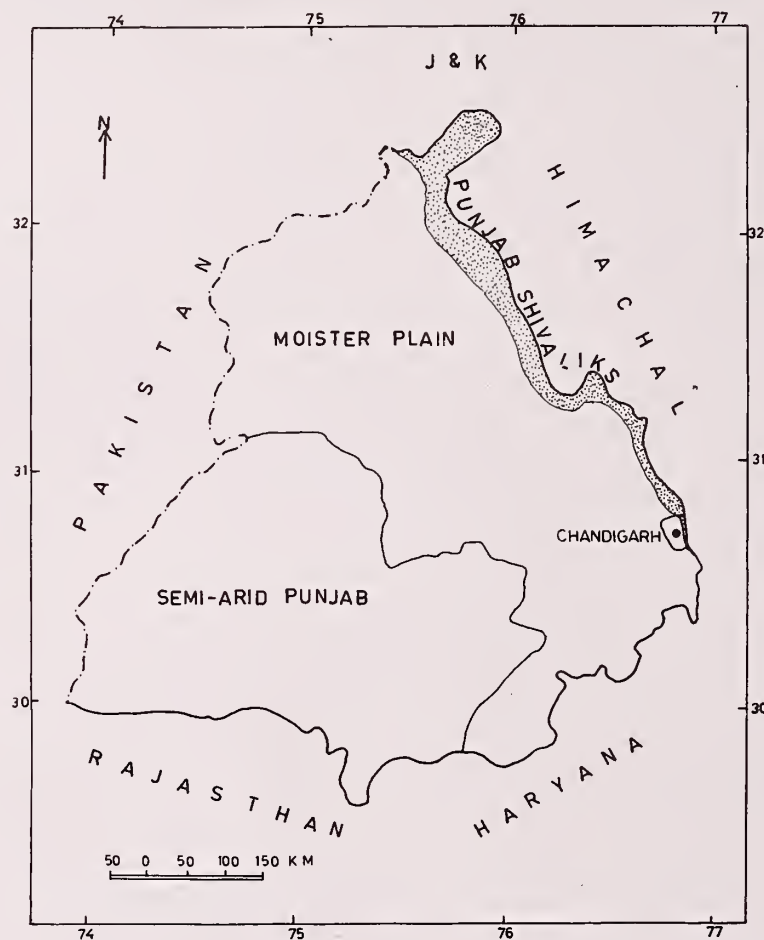 74 75 76 77
J & K
N
HIMACHAL
PUNJAB SHIVALIKS
32 32
PAKISTAN
MOISTER PLAIN
31 31
CHANDIGARH
SEMI-ARID PUNJAB
30 30
RAJASTHAN
HARYANA
50 0 50 100 150 KM
74 75 76 77